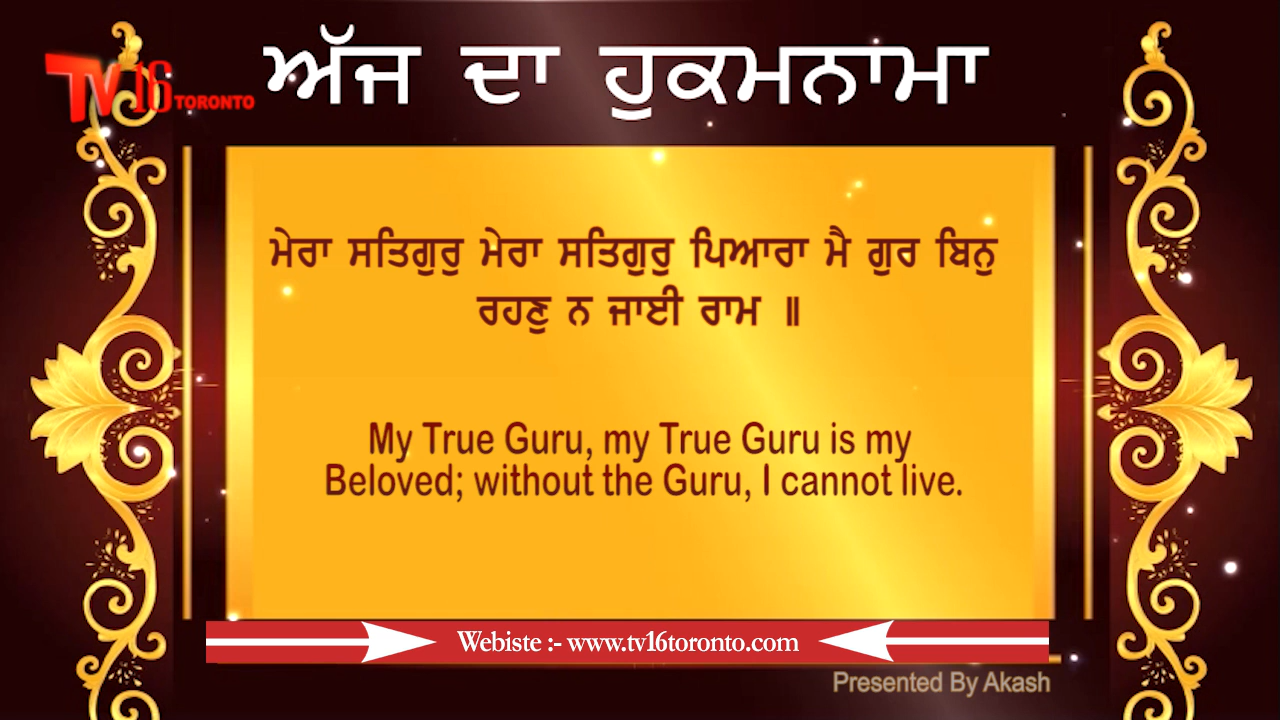 TV16 TORONTO
ਅੱਜ ਦਾ ਹੁਕਮਨਾਮਾ
ਮੇਰਾ ਸਤਿਗੁਰੁ ਮੇਰਾ ਸਤਿਗੁਰੁ ਪਿਆਰਾ ਮੈ ਗੁਰ ਬਿਨੁ
ਰਹਣੁ ਨ ਜਾਈ ਰਾਮ ॥
My True Guru, my True Guru is my
Beloved; without the Guru, I cannot live.
Webiste :- www.tv16toronto.com
Presented By Akash